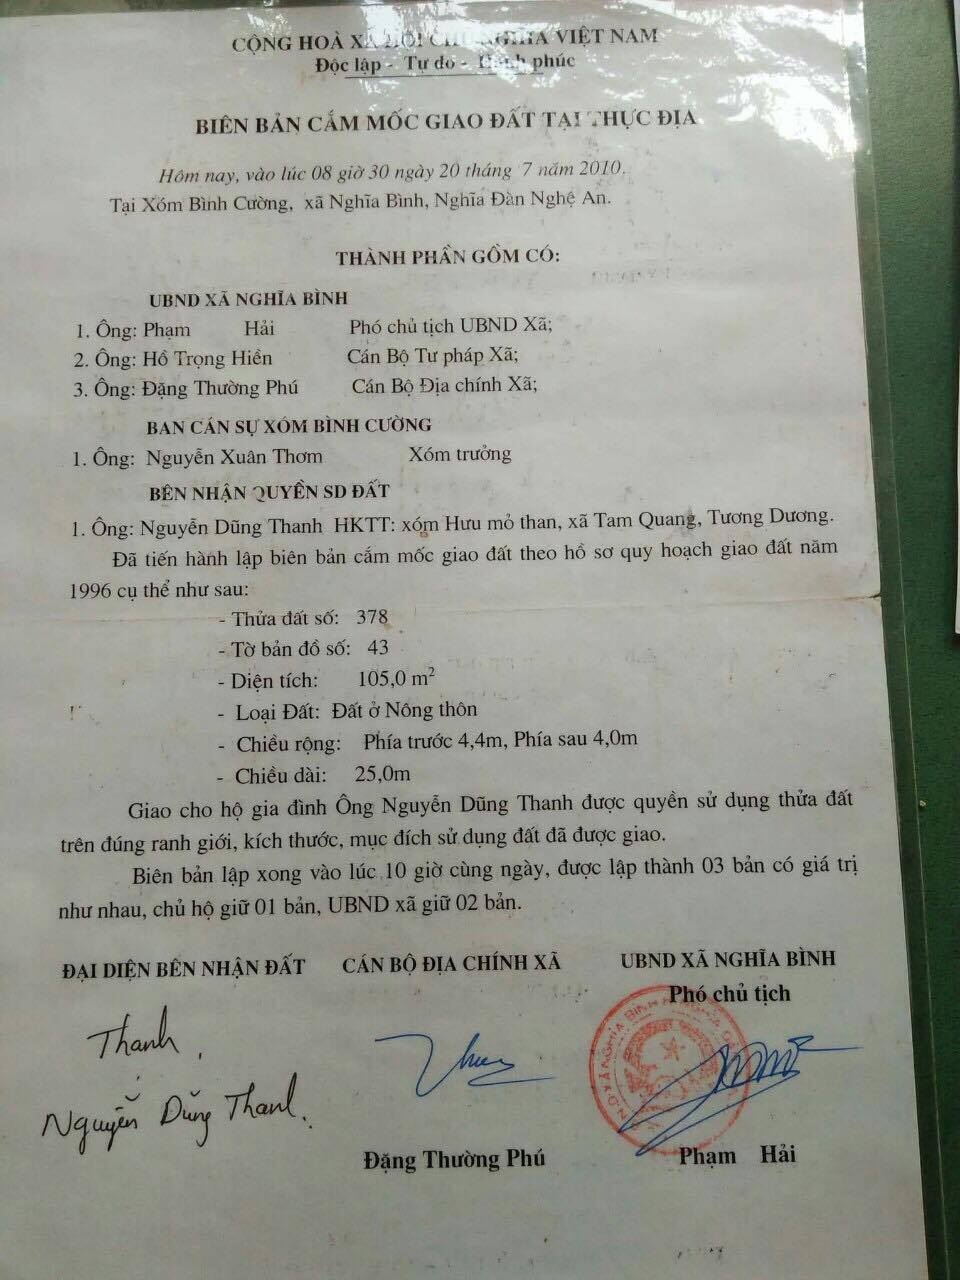 CỘNG HOÀ XÃ HỘI CHỦ NGHĨA VIỆT NAM
Độc lập - Tự do - Hạnh phúc
BIÊN BẢN CẮM MỐC GIAO ĐẤT TẠI THỰC ĐỊA
Hôm nay, vào lúc 08 giờ 30 ngày 20 tháng 7 năm 2010.
Tại Xóm Bình Cường, xã Nghĩa Bình, Nghĩa Đàn Nghệ An.
THÀNH PHẦN GỒM CÓ:
UBND XÃ NGHĨA BÌNH
1. Ông: Phạm Hải Phó chủ tịch UBND Xã;
2. Ông: Hồ Trọng Hiền Cán Bộ Tư pháp Xã;
3. Ông: Đặng Thường Phú Cán Bộ Địa chính Xã;
BAN CÁN SỰ XÓM BÌNH CƯỜNG
1. Ông: Nguyễn Xuân Thơm Xóm trưởng
BÊN NHẬN QUYỀN SD ĐẤT
1. Ông: Nguyễn Dũng Thanh HKTT: xóm Hưu mỏ than, xã Tam Quang, Tương Dương.
Đã tiến hành lập biên bản cắm mốc giao đất theo hồ sơ quy hoạch giao đất năm
1996 cụ thể như sau:
- Thửa đất số: 378
- Tờ bản đồ số: 43
- Diện tích: 105,0 m²
- Loại Đất: Đất ở Nông thôn
- Chiều rộng: Phía trước 4,4m, Phía sau 4,0m
- Chiều dài: 25,0m
Giao cho hộ gia đình Ông Nguyễn Dũng Thanh được quyền sử dụng thửa đất
trên đúng ranh giới, kích thước, mục đích sử dụng đất đã được giao.
Biên bản lập xong vào lúc 10 giờ cùng ngày, được lập thành 03 bản có giá trị
như nhau, chủ hộ giữ 01 bản, UBND xã giữ 02 bản.
ĐẠI DIỆN BÊN NHẬN ĐẤT CÁN BỘ ĐỊA CHÍNH XÃ UBND XÃ NGHĨA BÌNH
Phó chủ tịch
Thanh
Nguyễn Dũng Thanh
Đặng Thường Phú Phạm Hải